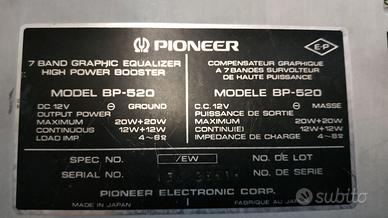 PIONEER
E-P
7 BAND GRAPHIC EQUALIZER
HIGH POWER BOOSTER
COMPENSATEUR GRAPHIQUE
A 7 BANDES SURVOLTEUR
DE HAUTE PUISSANCE
MODEL BP-520
MODELE BP-520
DC 12V ⊖ GROUND
OUTPUT POWER
MAXIMUM 20W+20W
CONTINUOUS 12W+12W
LOAD IMP. 4~8Ω
C.C. 12V ⊖ MASSE
PUISSANCE DE SORTIE
MAXIMUM 20W+20W
CONTINU(E) 12W+12W
IMPEDANCE DE CHARGE 4~8Ω
SPEC NO. /EW N° DE LOT
SERIAL NO. N° DE SERIE
PIONEER ELECTRONIC CORP.
MADE IN JAPAN
FABRIQUE AU JAPON
subito